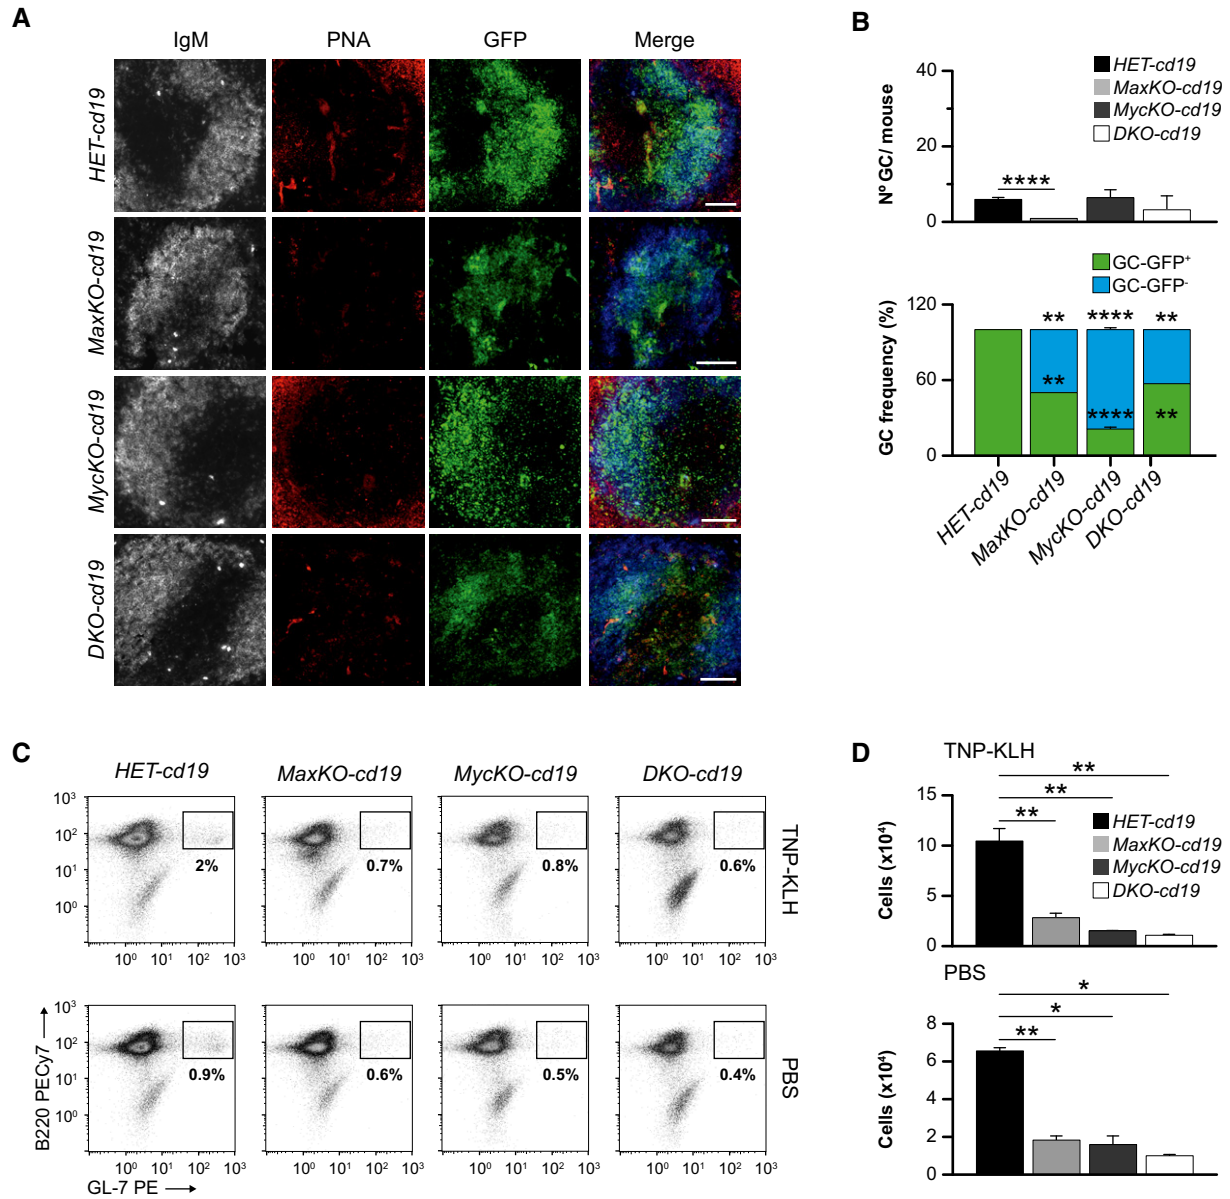 A
IgM PNA GFP Merge
HET-cd19
MaxKO-cd19
MycKO-cd19
DKO-cd19
B
HET-cd19
MaxKO-cd19
MycKO-cd19
DKO-cd19
Nº GC/ mouse
40
20
0
****
GC-GFP+
GC-GFP-
GC frequency (%)
120
60
0
** **** **
** **** **
HET-cd19 MaxKO-cd19 MycKO-cd19 DKO-cd19
C
HET-cd19 MaxKO-cd19 MycKO-cd19 DKO-cd19
10³
10²
10¹
10⁰
2% 0.7% 0.8% 0.6%
TNP-KLH
10⁰ 10¹ 10² 10³ 10⁰ 10¹ 10² 10³ 10⁰ 10¹ 10² 10³ 10⁰ 10¹ 10² 10³
10³
10²
10¹
10⁰
0.9% 0.6% 0.5% 0.4%
PBS
10⁰ 10¹ 10² 10³ 10⁰ 10¹ 10² 10³ 10⁰ 10¹ 10² 10³ 10⁰ 10¹ 10² 10³
B220 PECy7
GL-7 PE
D
TNP-KLH
**
**
**
HET-cd19
MaxKO-cd19
MycKO-cd19
DKO-cd19
Cells (x10⁴)
15
10
5
0
PBS
*
*
**
Cells (x10⁴)
8
6
4
2
0